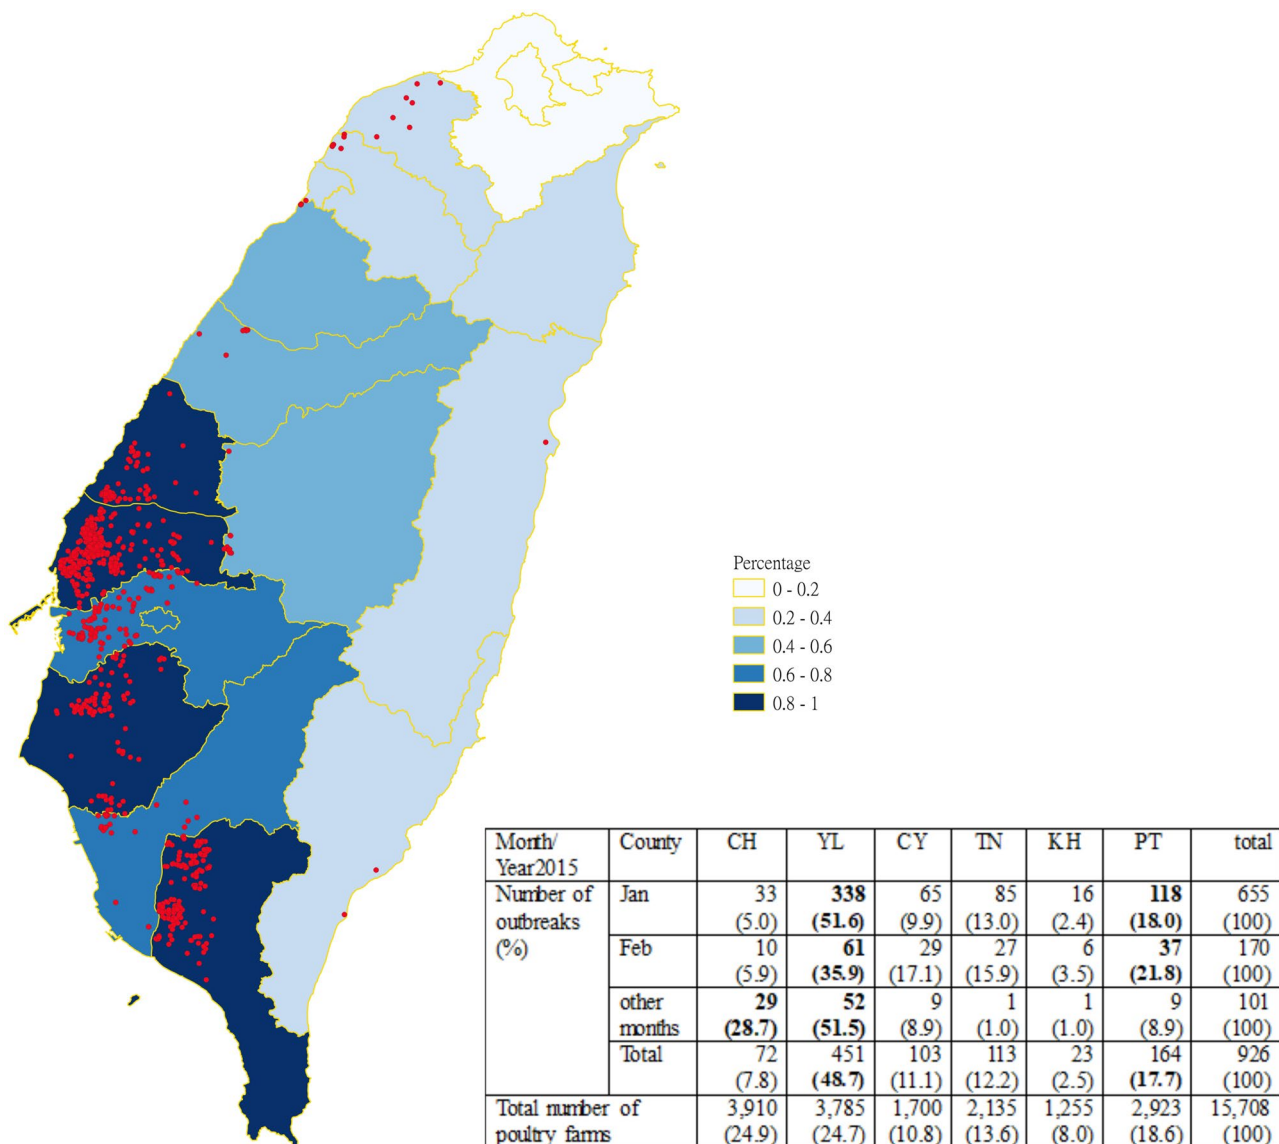 Percentage
0 - 0.2
0.2 - 0.4
0.4 - 0.6
0.6 - 0.8
0.8 - 1
Month/ County CH YL CY TN KH PT total
Year2015
Number of Jan 33 338 65 85 16 118 655
outbreaks (5.0) (51.6) (9.9) (13.0) (2.4) (18.0) (100)
(%) Feb 10 61 29 27 6 37 170
(5.9) (35.9) (17.1) (15.9) (3.5) (21.8) (100)
other 29 52 9 1 1 9 101
months (28.7) (51.5) (8.9) (1.0) (1.0) (8.9) (100)
Total 72 451 103 113 23 164 926
(7.8) (48.7) (11.1) (12.2) (2.5) (17.7) (100)
Total number of 3,910 3,785 1,700 2,135 1,255 2,923 15,708
poultry farms (24.9) (24.7) (10.8) (13.6) (8.0) (18.6) (100)